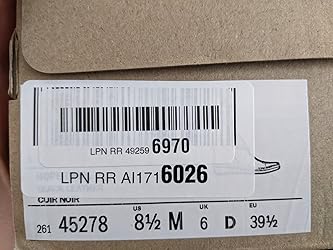 LPN RR 49259 6970
LPN RR AI171 6026
CUIR NOIR
US UK EU
261 45278 8½ M 6 D 39½